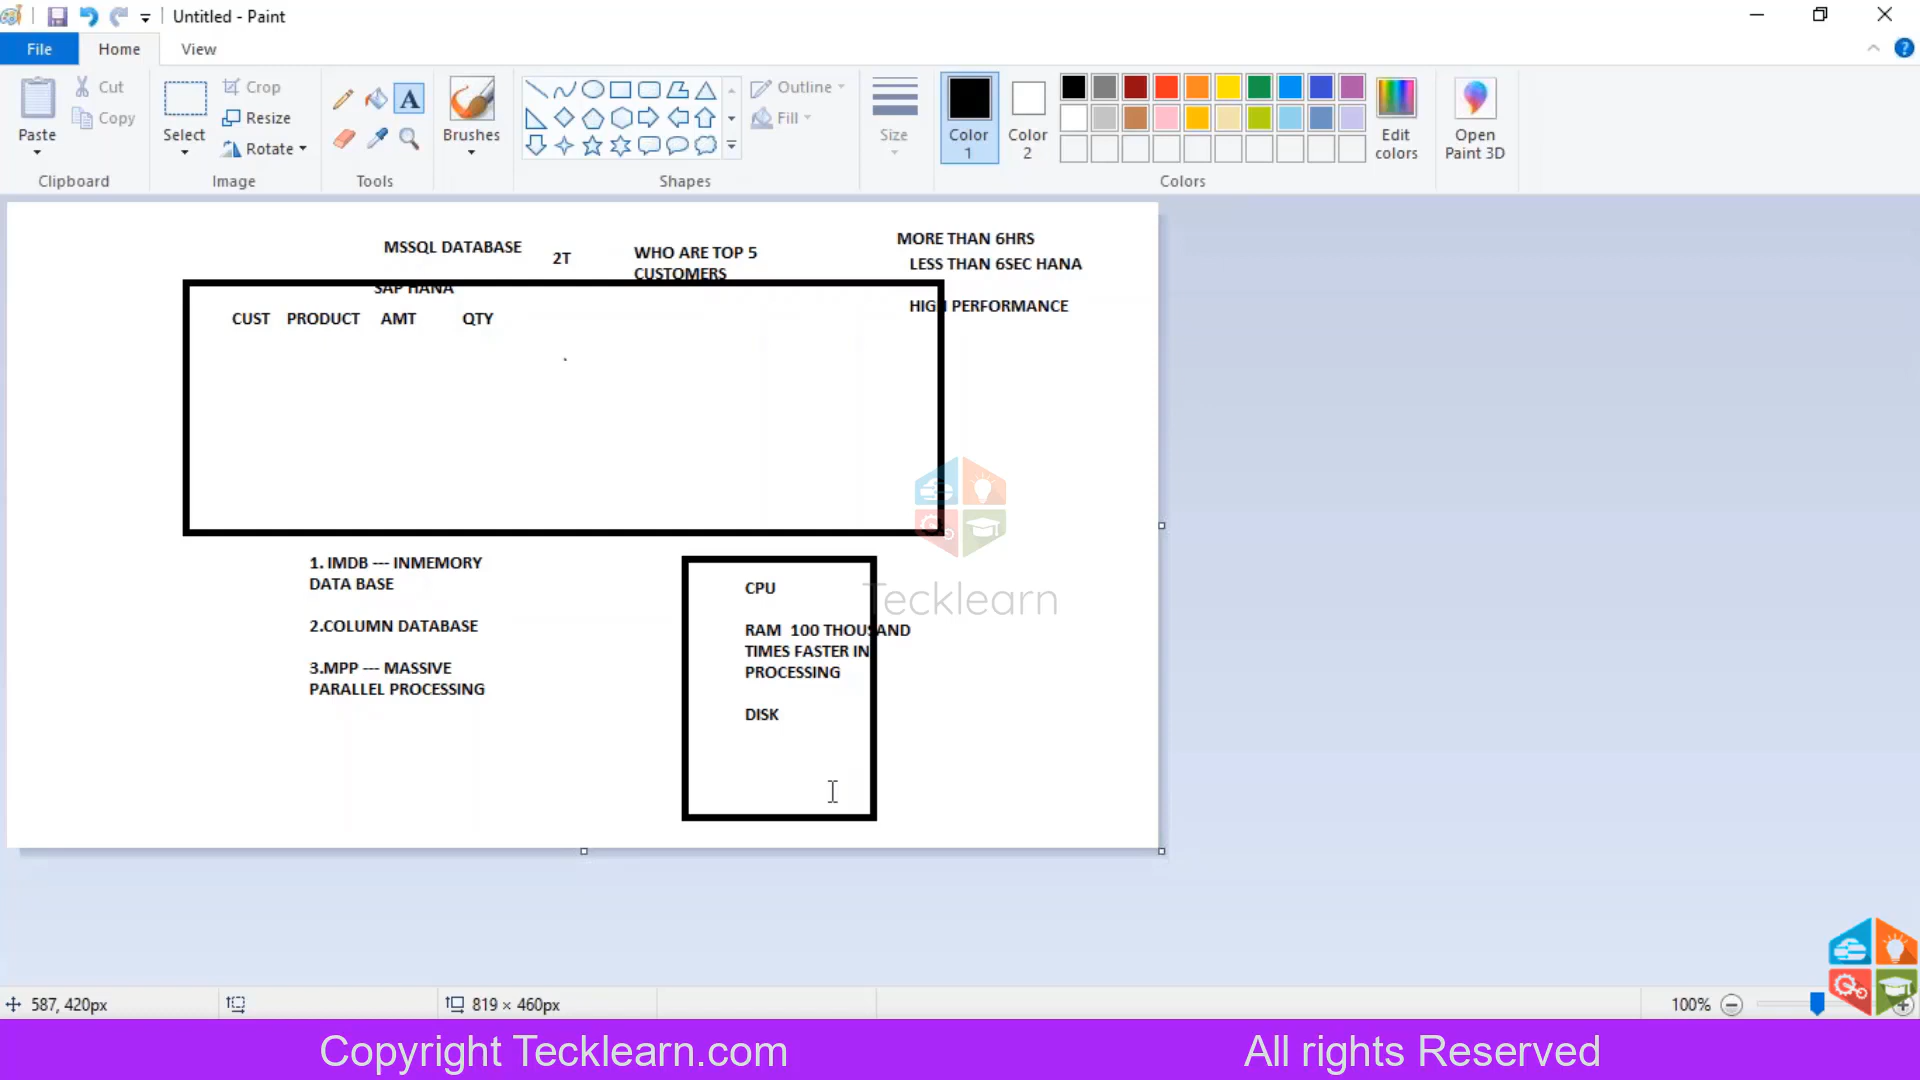 Untitled - Paint
File Home View
Paste
Cut
Copy
Clipboard
Select
Crop
Resize
Rotate
Image
A
Tools
Brushes
Shapes
Outline
Fill
Size
Color 1
Color 2
Colors
Edit colors
Open Paint 3D
MSSQL DATABASE
2T
WHO ARE TOP 5
CUSTOMERS
MORE THAN 6HRS
LESS THAN 6SEC HANA
HIGH PERFORMANCE
SAP HANA
CUST PRODUCT AMT QTY
1. IMDB --- INMEMORY
DATA BASE
2.COLUMN DATABASE
3.MPP --- MASSIVE
PARALLEL PROCESSING
CPU
RAM 100 THOUSAND
TIMES FASTER IN
PROCESSING
DISK
Tecklearn
587, 420px
819 × 460px
100%
Copyright Tecklearn.com
All rights Reserved